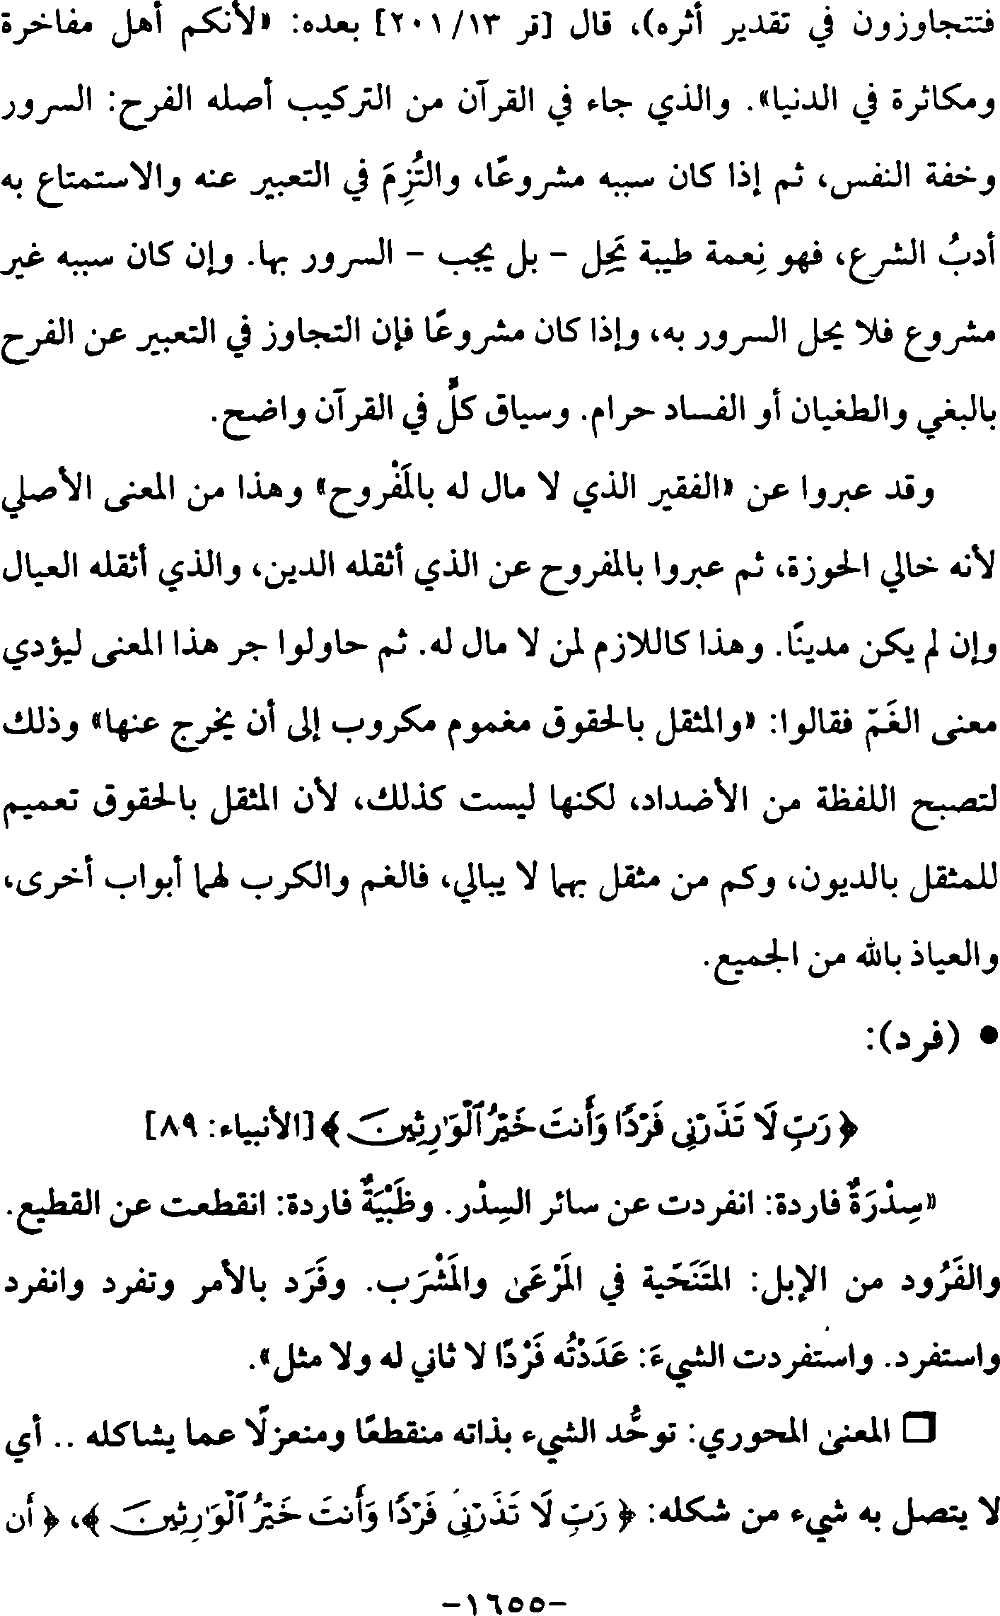 فتتجاوزون في تقدير أثره)، قال [قر ١٣/ ٢٠١] بعده: «لأنكم أهل مفاخرة
ومكاثرة في الدنيا». والذي جاء في القرآن من التركيب أصله الفرح: السرور
وخفة النفس، ثم إذا كان سببه مشروعًا، والتُزِمَ في التعبير عنه والاستمتاع به
أدبُ الشرع، فهو نِعمة طيبة يَحِل – بل يجب – السرور بها. وإن كان سببه غير
مشروع فلا يحل السرور به، وإذا كان مشروعًا فإن التجاوز في التعبير عن الفرح
بالبغي والطغيان أو الفساد حرام. وسياق كلٍّ في القرآن واضح.
وقد عبروا عن «الفقير الذي لا مال له بالمَفْروح» وهذا من المعنى الأصلي
لأنه خالي الحوزة، ثم عبروا بالمفروح عن الذي أثقله الدين، والذي أثقله العيال
وإن لم يكن مدينًا. وهذا كاللازم لمن لا مال له. ثم حاولوا جر هذا المعنى ليؤدي
معنى الغَمّ فقالوا: «والمثقل بالحقوق مغموم مكروب إلى أن يخرج عنها» وذلك
لتصبح اللفظة من الأضداد، لكنها ليست كذلك، لأن المثقل بالحقوق تعميم
للمثقل بالديون، وكم من مثقل بهما لا يبالي، فالغم والكرب لهما أبواب أخرى،
والعياذ بالله من الجميع.
• (فرد):
﴿ رَبِّ لَا تَذَرْنِي فَرْدًا وَأَنتَ خَيْرُ ٱلْوَٰرِثِينَ ﴾ [الأنبياء: ٨٩]
«سِدْرَةٌ فاردة: انفردت عن سائر السِدْر. وظَبْيَةٌ فاردة: انقطعت عن القطيع.
والفَرُود من الإبل: المتَنَحّية في المَرْعَىٰ والمَشْرَب. وفَرَد بالأمر وتفرد وانفرد
واستفرد. واستفردت الشيءَ: عَدَدْتُه فَرْدًا لا ثاني له ولا مثل».
❏ المعنىٰ المحوري: توحُّد الشيء بذاته منقطعًا ومنعزلًا عما يشاكله .. أي
لا يتصل به شيء من شكله: ﴿ رَبِّ لَا تَذَرْنِي فَرْدًا وَأَنتَ خَيْرُ ٱلْوَٰرِثِينَ ﴾، ﴿ أَن
-١٦٥٥-